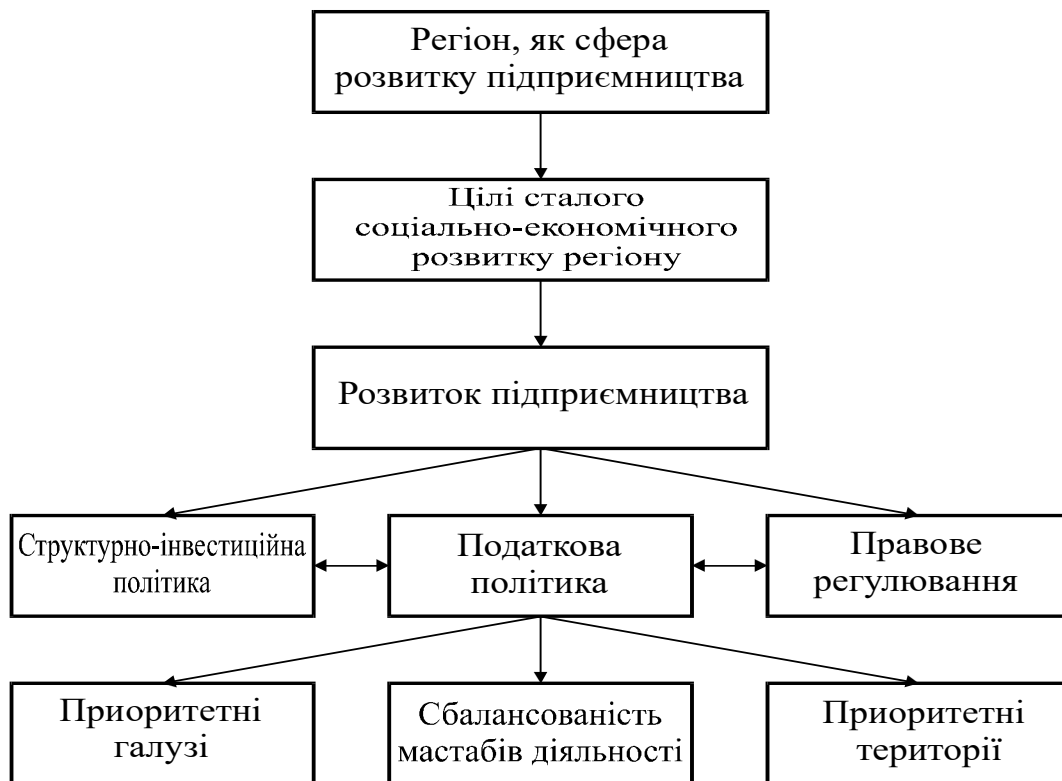 Регіон, як сфера
розвитку підприємництва
Цілі сталого
соціально-економічного
розвитку регіону
Розвиток підприємництва
Структурно-інвестиційна
політика
Податкова
політика
Правове
регулювання
Приоритетні
галузі
Сбалансованість
мастабів діяльності
Приоритетні
території